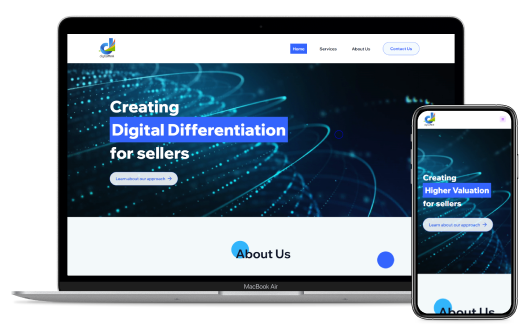 Home Services About Us Contact Us
Creating
Digital Differentiation
for sellers
Learn about our approach →
About Us
MacBook Air
Creating
Higher Valuation
for sellers
Learn about our approach →
About Us